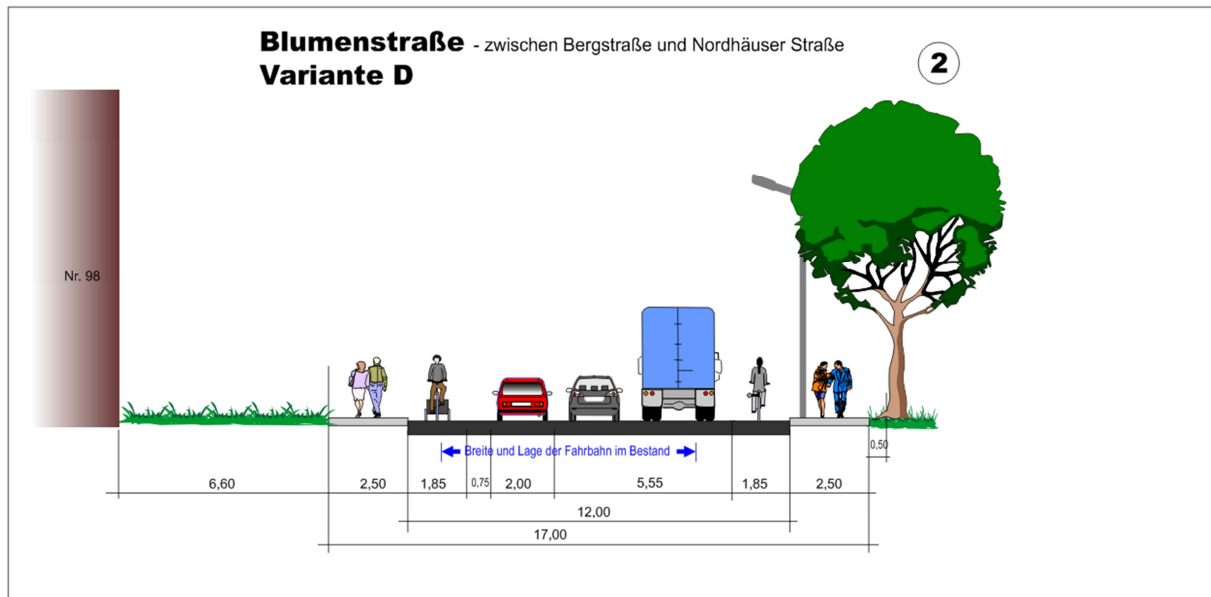 Blumenstraße - zwischen Bergstraße und Nordhäuser Straße
Variante D
2
Nr. 98
Breite und Lage der Fahrbahn im Bestand
0,50
6,60 2,50 1,85 0,75 2,00 5,55 1,85 2,50
12,00
17,00